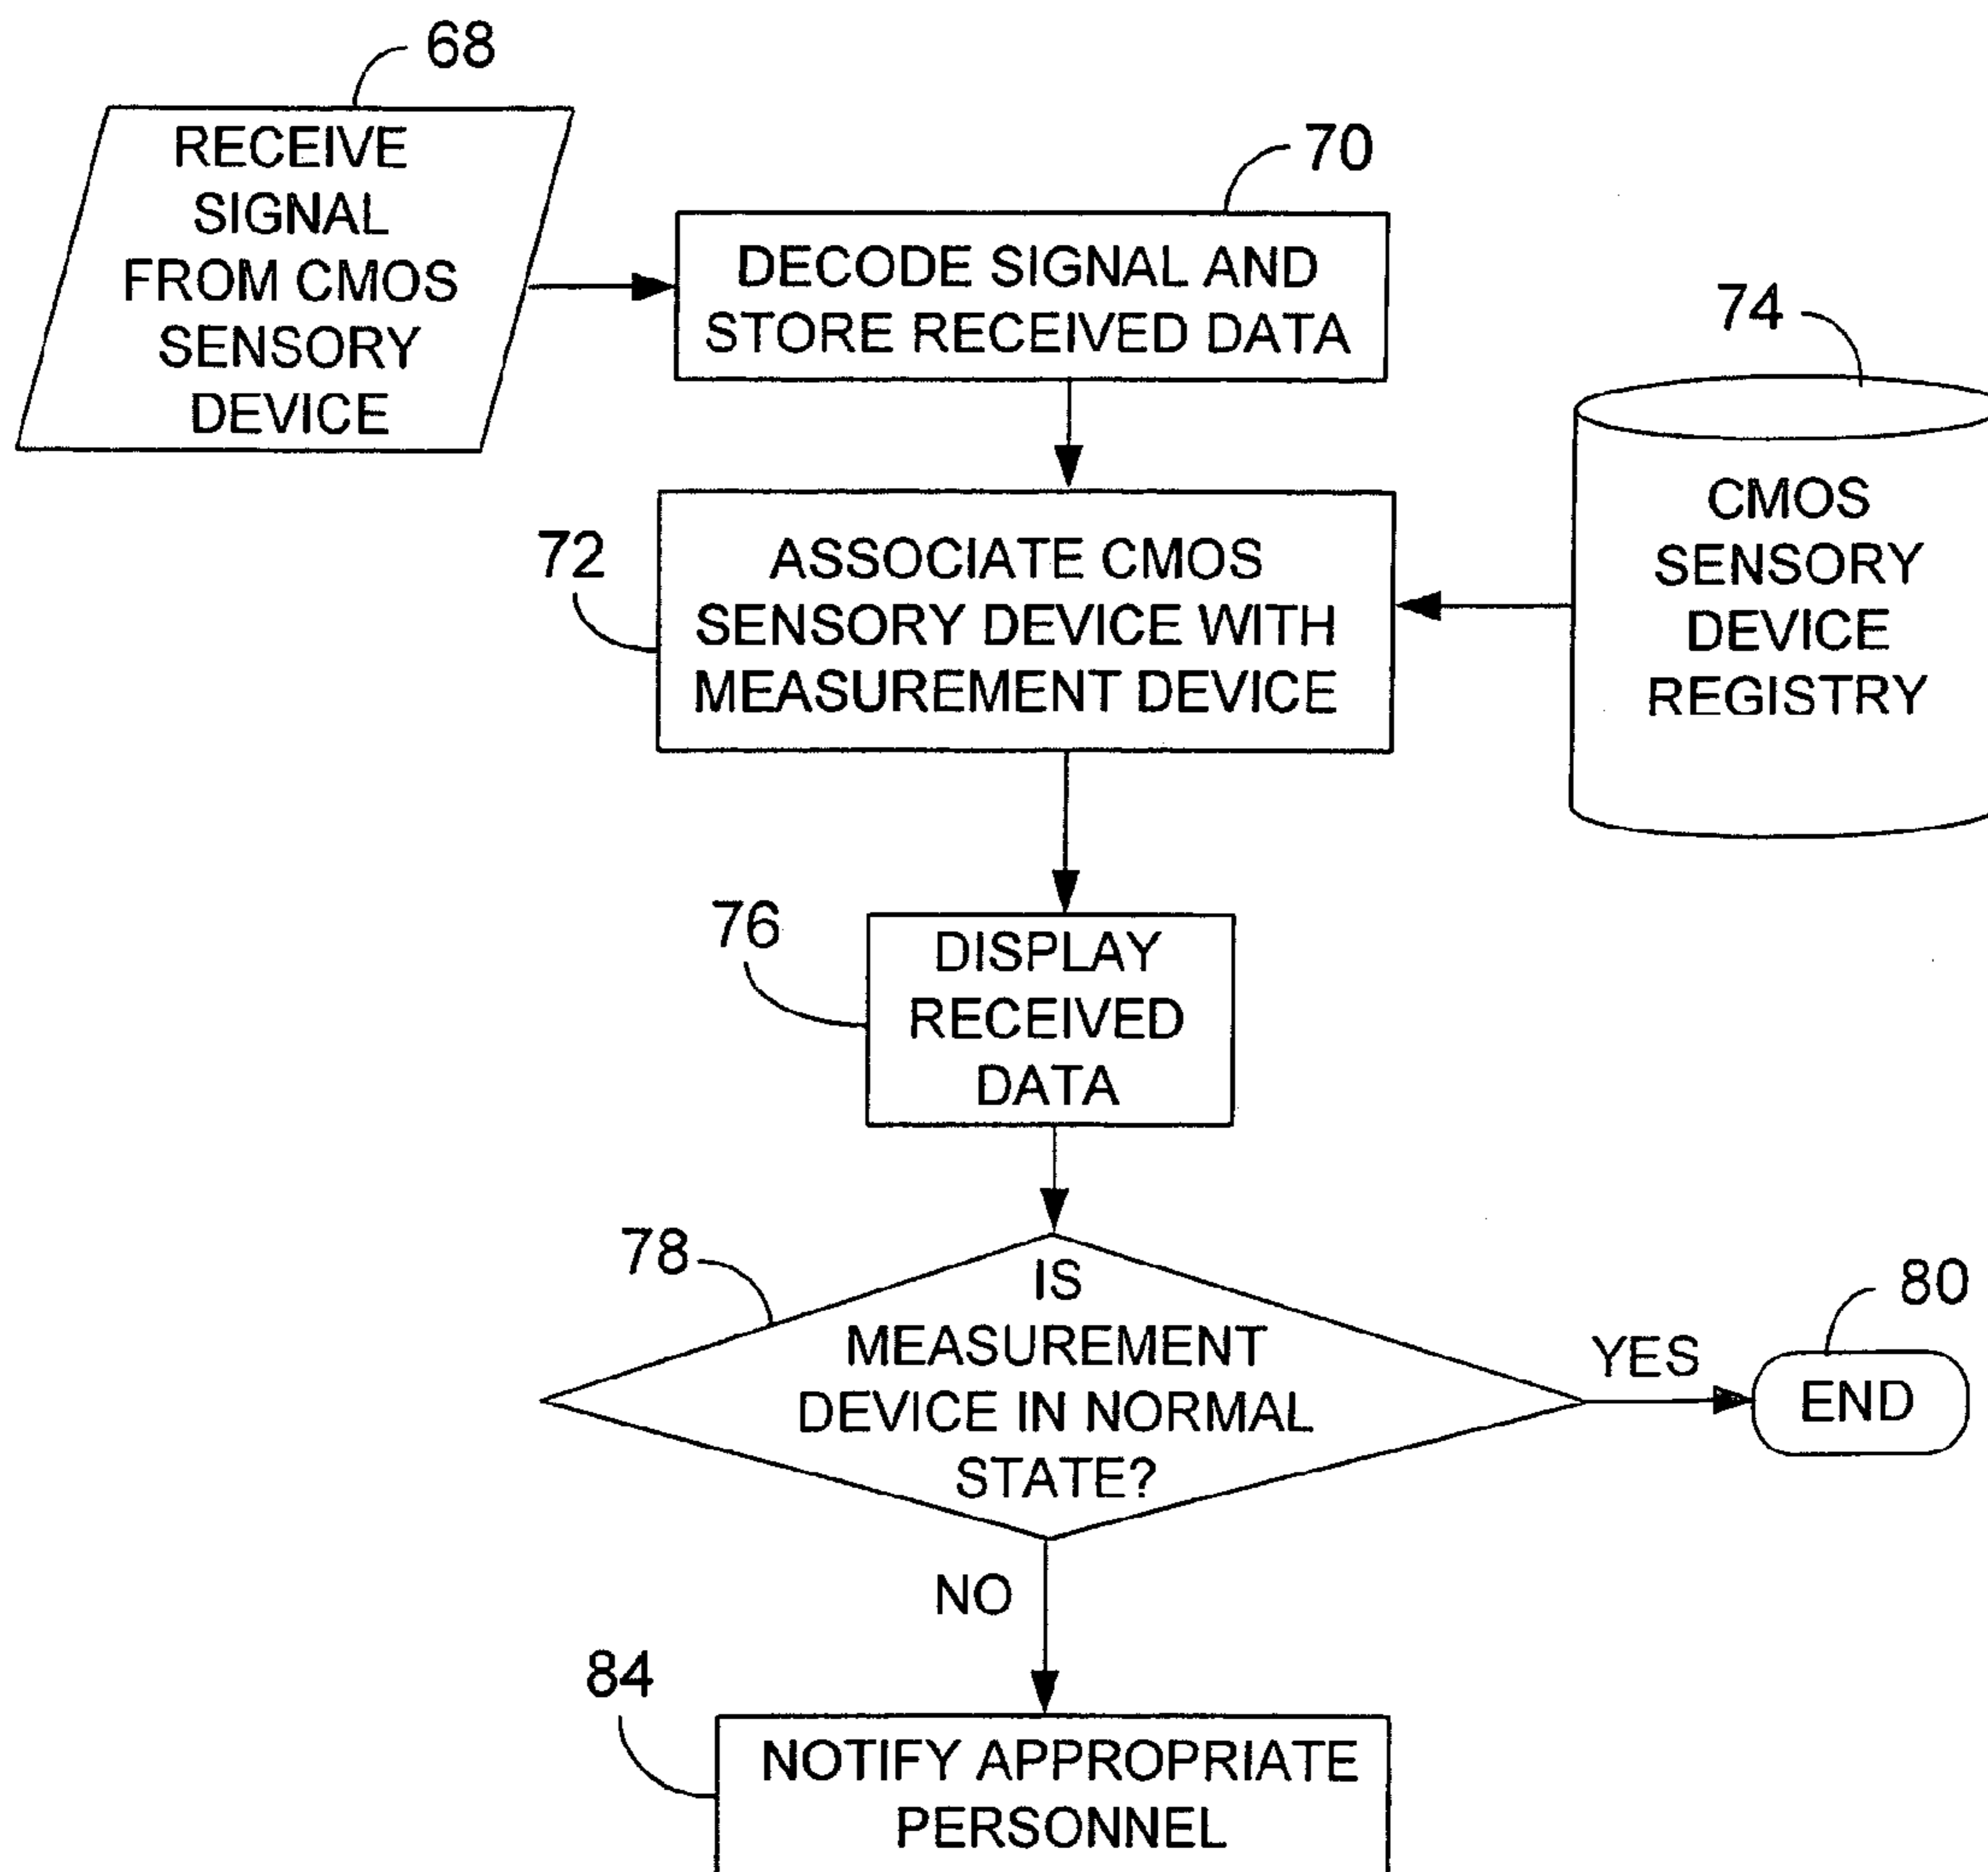 68
RECEIVE
SIGNAL
FROM CMOS
SENSORY
DEVICE
70
DECODE SIGNAL AND
STORE RECEIVED DATA
74
CMOS
SENSORY
DEVICE
REGISTRY
72
ASSOCIATE CMOS
SENSORY DEVICE WITH
MEASUREMENT DEVICE
76
DISPLAY
RECEIVED
DATA
78
IS
MEASUREMENT
DEVICE IN NORMAL
STATE?
YES
80
END
NO
84
NOTIFY APPROPRIATE
PERSONNEL